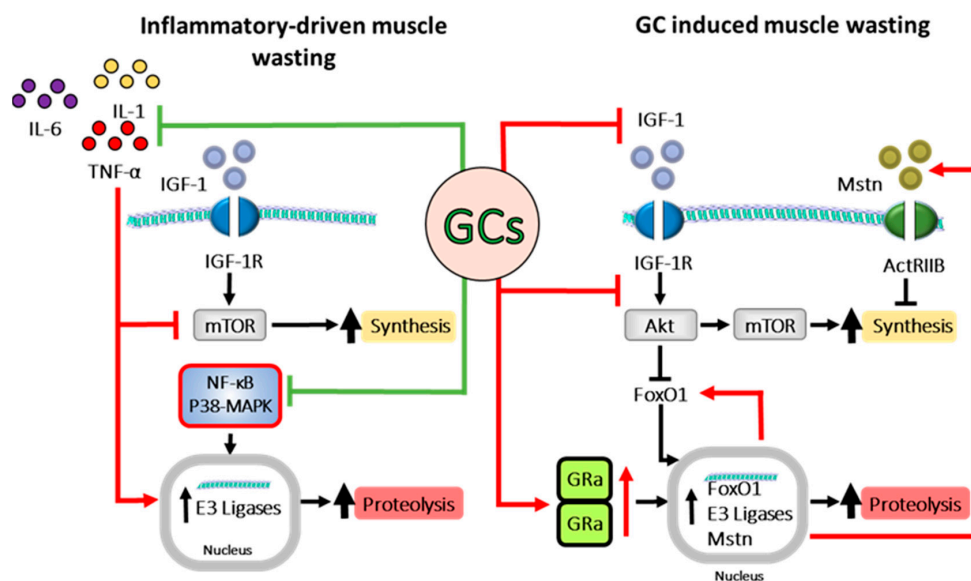 Inflammatory-driven muscle
wasting
IL-6
IL-1
TNF-α
IGF-1
IGF-1R
mTOR
Synthesis
NF-κB
P38-MAPK
E3 Ligases
Nucleus
Proteolysis
GCs
GC induced muscle wasting
IGF-1
Mstn
IGF-1R
ActRIIB
Akt
mTOR
Synthesis
FoxO1
GRa
GRa
FoxO1
E3 Ligases
Mstn
Nucleus
Proteolysis